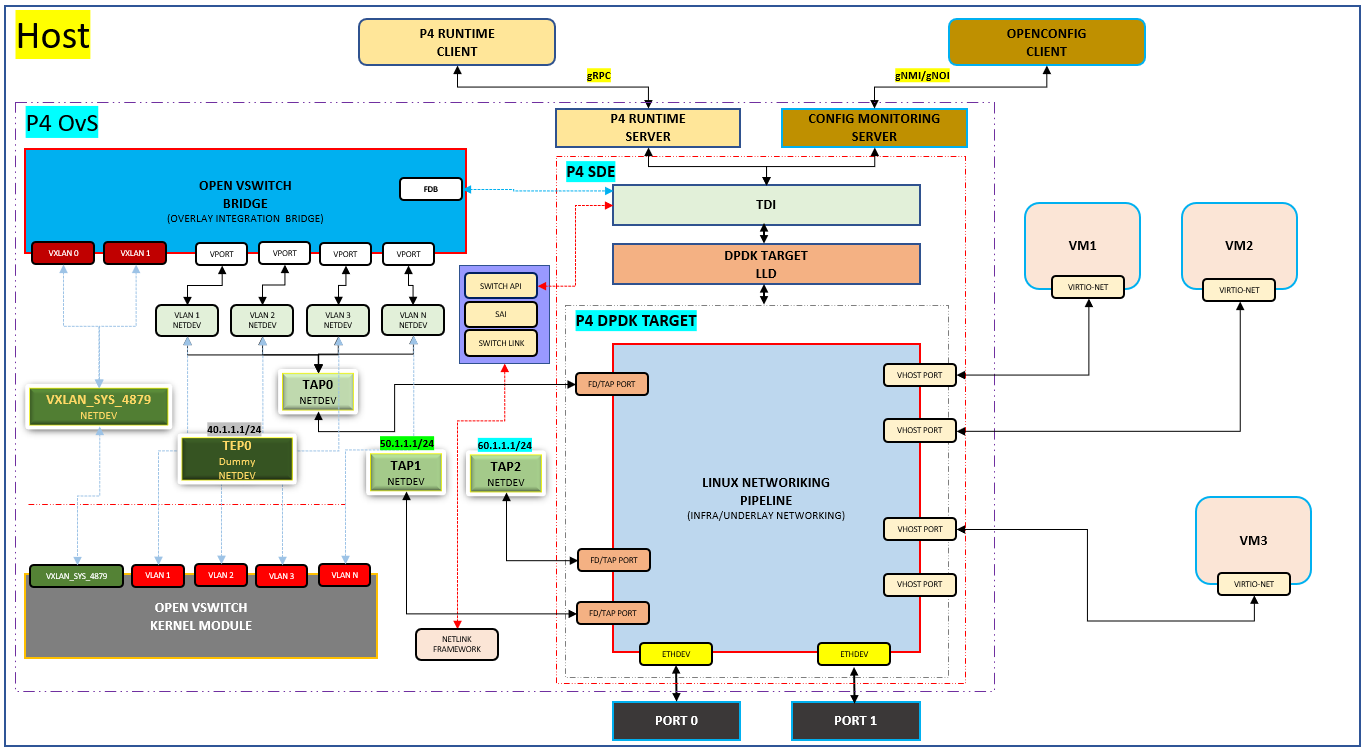 Host
P4 RUNTIME
CLIENT
OPENCONFIG
CLIENT
gRPC
gNMI/gNOI
P4 OvS
P4 RUNTIME
SERVER
CONFIG MONITORING
SERVER
P4 SDE
OPEN VSWITCH
BRIDGE
(OVERLAY INTEGRATION BRIDGE)
FDB
TDI
VXLAN 0
VXLAN 1
VPORT
VPORT
VPORT
VPORT
DPDK TARGET
LLD
VM1
VIRTIO-NET
VM2
VIRTIO-NET
SWITCH API
SAI
SWITCH LINK
VLAN 1
NETDEV
VLAN 2
NETDEV
VLAN 3
NETDEV
VLAN N
NETDEV
P4 DPDK TARGET
TAP0
NETDEV
FD/TAP PORT
VHOST PORT
VXLAN_SYS_4879
NETDEV
40.1.1.1/24
TEP0
Dummy
NETDEV
50.1.1.1/24
TAP1
NETDEV
60.1.1.1/24
TAP2
NETDEV
VHOST PORT
LINUX NETWORIKING
PIPELINE
(INFRA/UNDERLAY NETWORKING)
VHOST PORT
VM3
VIRTIO-NET
FD/TAP PORT
VHOST PORT
VXLAN_SYS_4879
VLAN 1
VLAN 2
VLAN 3
VLAN N
OPEN VSWITCH
KERNEL MODULE
FD/TAP PORT
NETLINK
FRAMEWORK
ETHDEV
ETHDEV
PORT 0
PORT 1